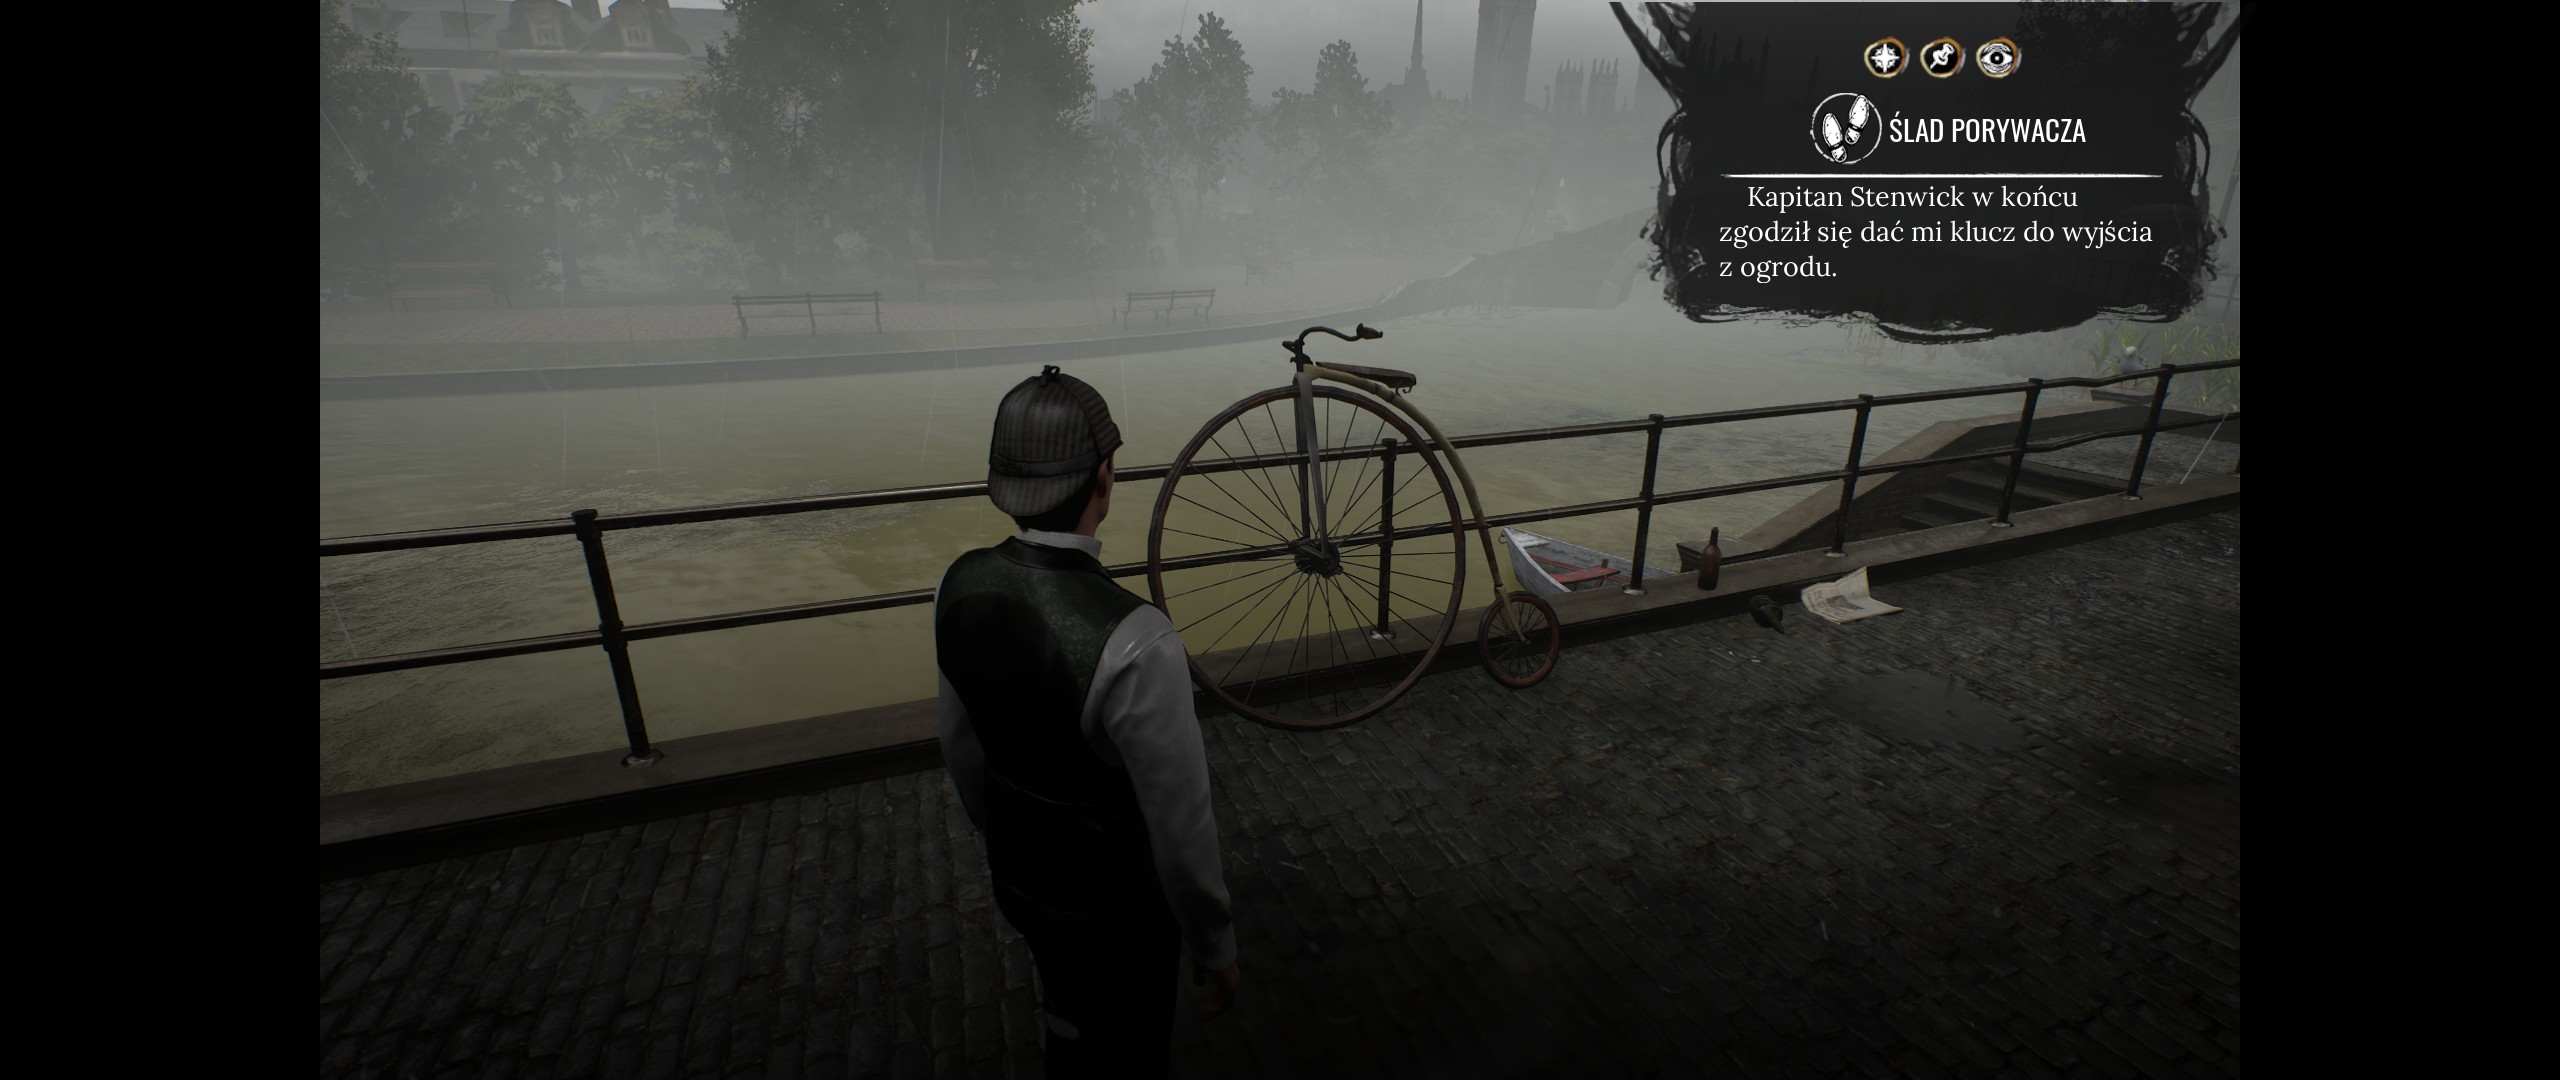 ŚLAD PORYWACZA
Kapitan Stenwick w końcu
zgodził się dać mi klucz do wyjścia
z ogrodu.